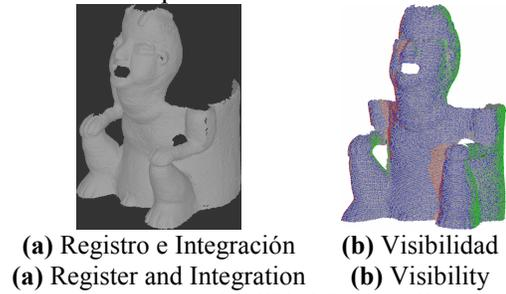 (a) Registro e Integración
(a) Register and Integration
(b) Visibilidad
(b) Visibility